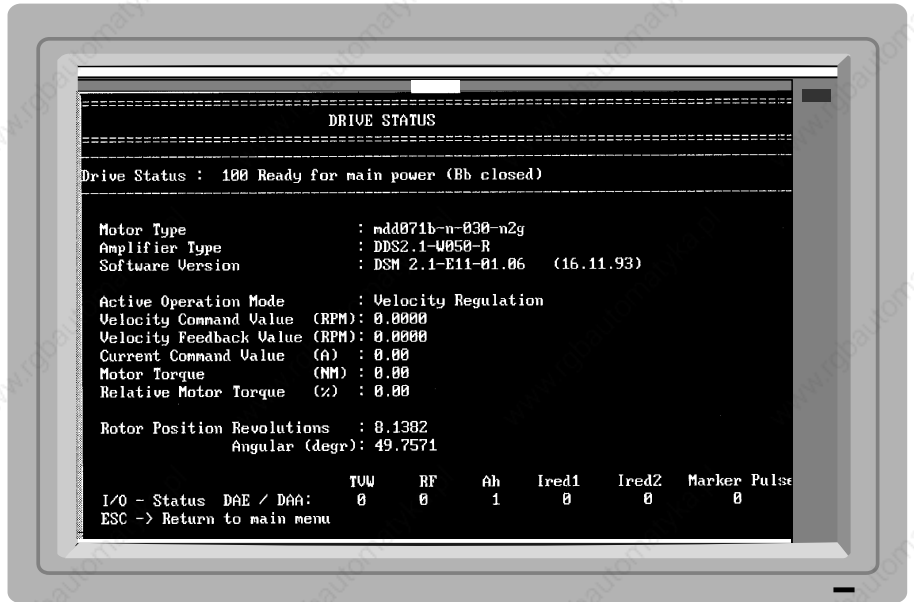 DRIVE STATUS
Drive Status : 100 Ready for main power (Bb closed)
Motor Type : mdd071b-n-030-n2g
Amplifier Type : DDS2.1-W050-R
Software Version : DSM 2.1-E11-01.06 (16.11.93)
Active Operation Mode : Velocity Regulation
Velocity Command Value (RPM): 0.0000
Velocity Feedback Value (RPM): 0.0000
Current Command Value (A) : 0.00
Motor Torque (NM) : 0.00
Relative Motor Torque (%) : 0.00
Rotor Position Revolutions : 8.1382
Angular (degr): 49.7571
TVW RF Ah Ired1 Ired2 Marker Pulse
I/O - Status DAE / DAA: 0 0 1 0 0 0
ESC -> Return to main menu